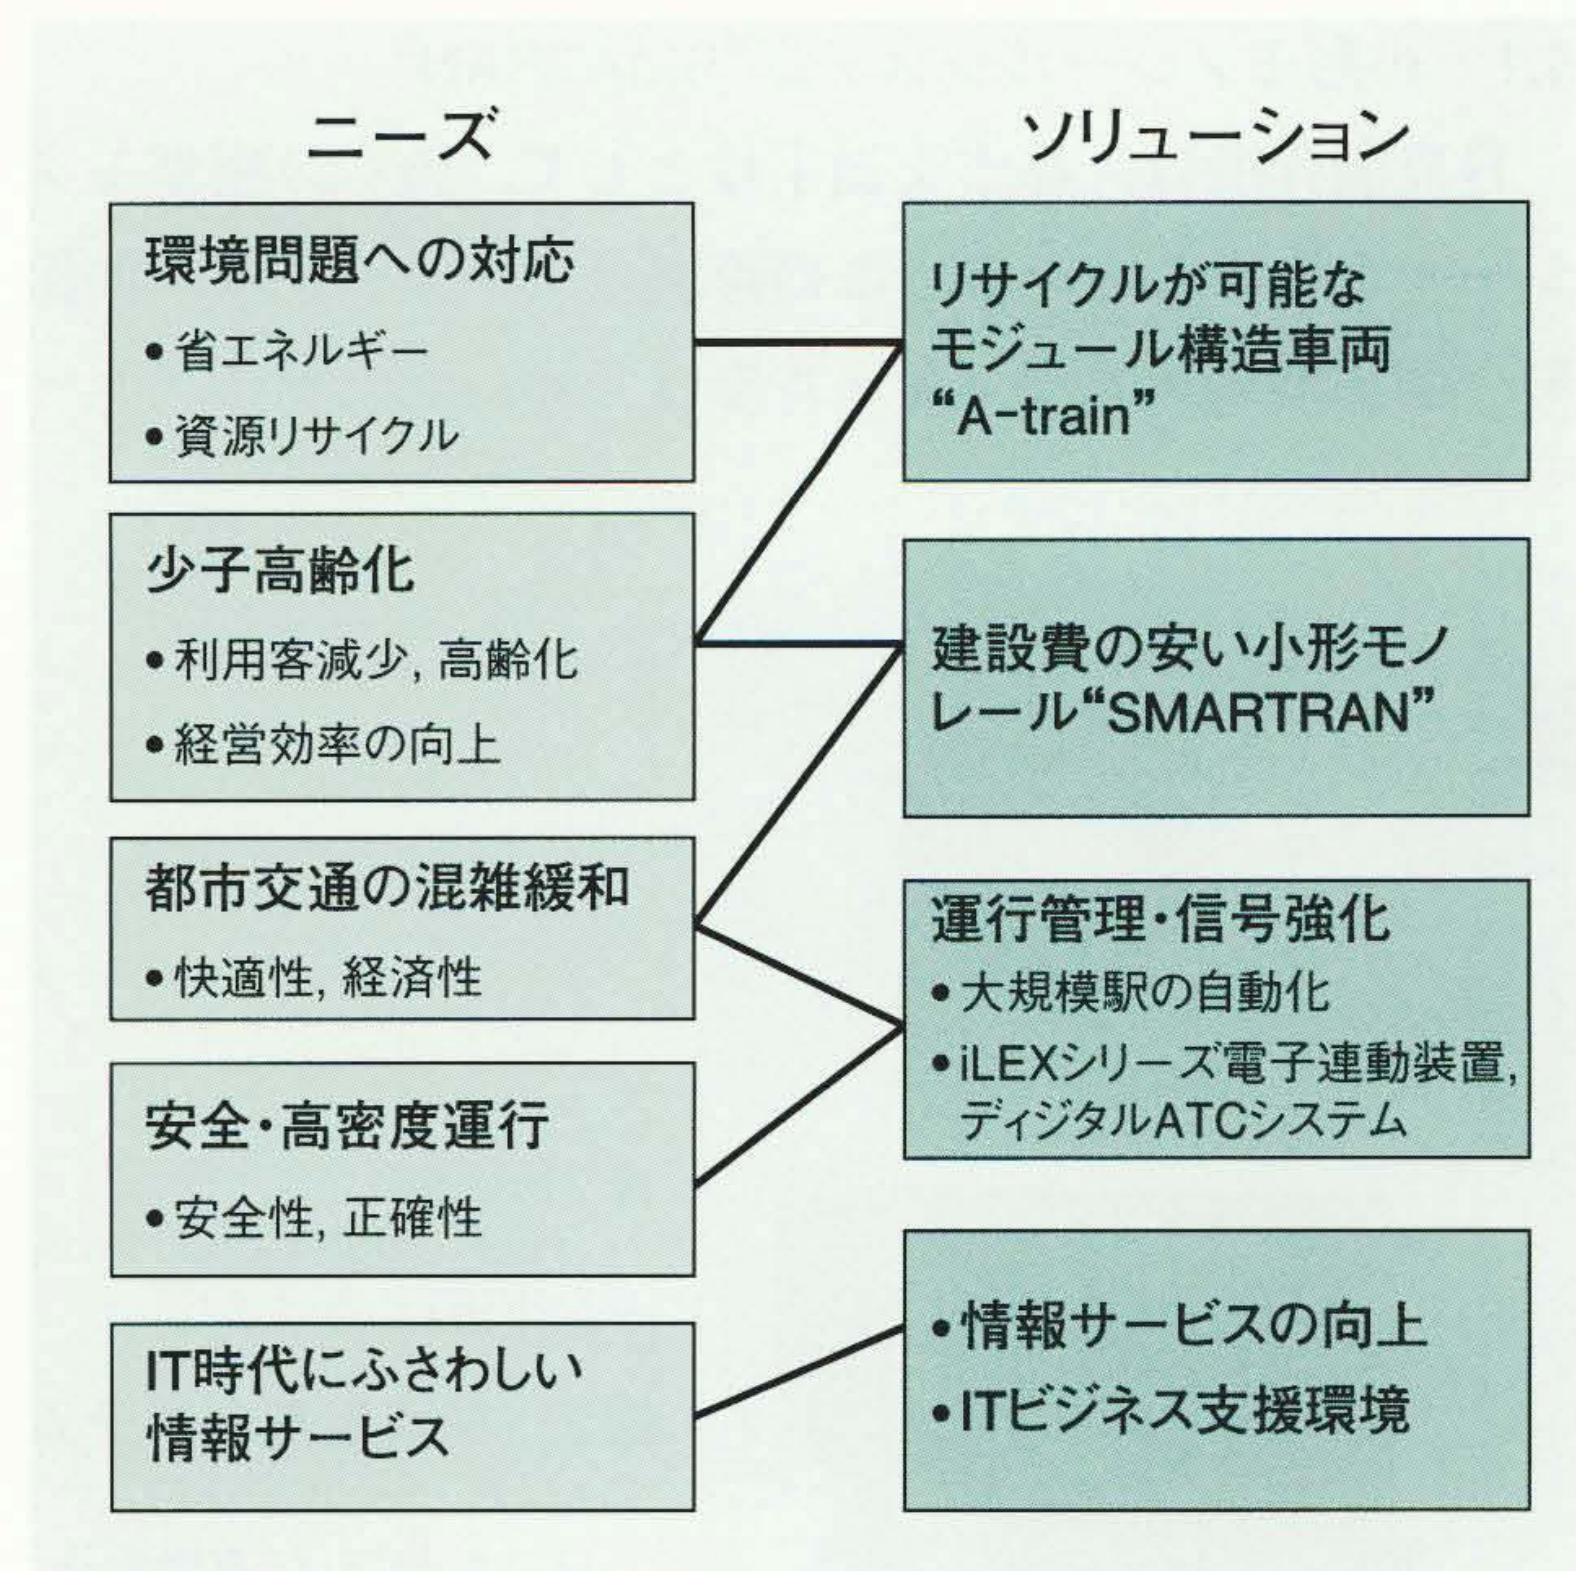 ニーズ
環境問題への対応
•省エネルギー
•資源リサイクル
少子高齢化
•利用客減少, 高齢化
•経営効率の向上
都市交通の混雑緩和
•快適性, 経済性
安全・高密度運行
•安全性, 正確性
IT時代にふさわしい
情報サービス
ソリューション
リサイクルが可能な
モジュール構造車両
“A-train”
建設費の安い小形モノ
レール“SMARTRAN”
運行管理・信号強化
•大規模駅の自動化
•iLEXシリーズ電子連動装置,
ディジタルATCシステム
•情報サービスの向上
•ITビジネス支援環境